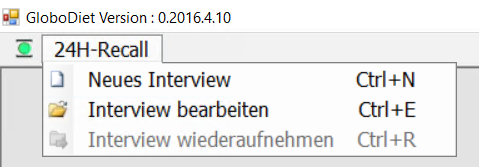 GloboDiet Version : 0.2016.4.10
24H-Recall
Neues Interview Ctrl+N
Interview bearbeiten Ctrl+E
Interview wiederaufnehmen Ctrl+R